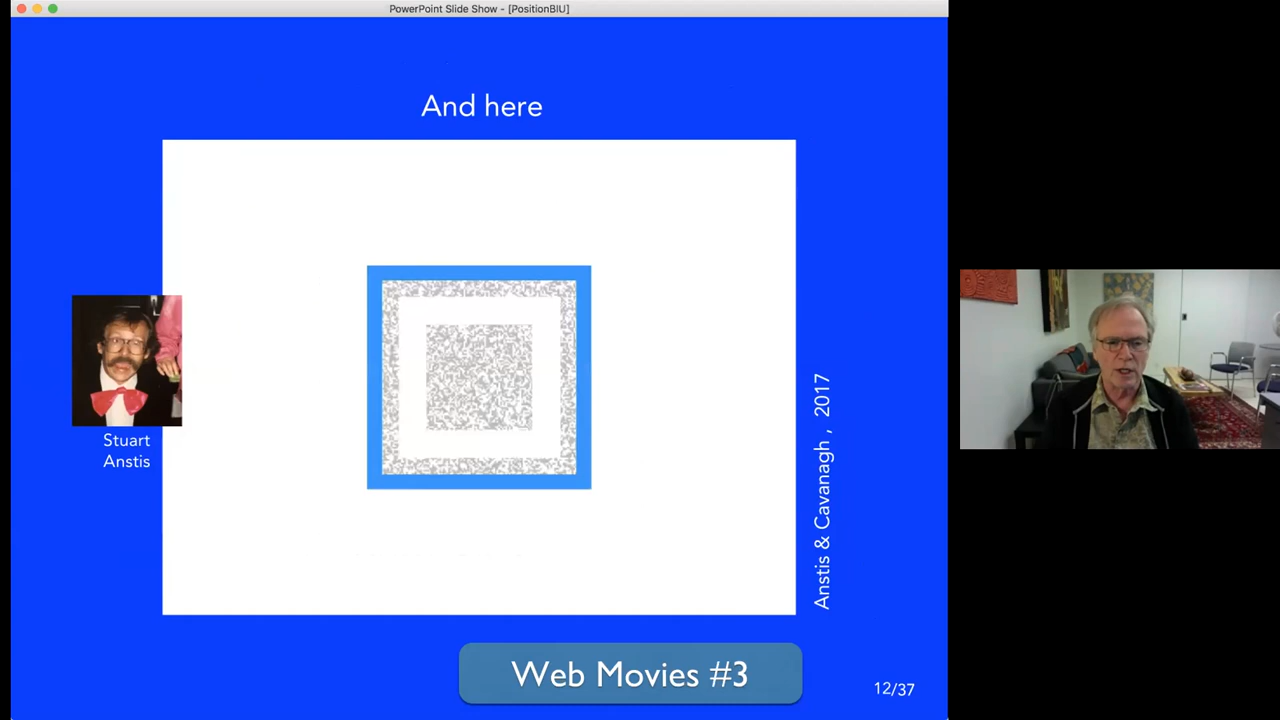 PowerPoint Slide Show - [PositionBIU]
And here
Stuart
Anstis
Anstis & Cavanagh , 2017
Web Movies #3
12/37